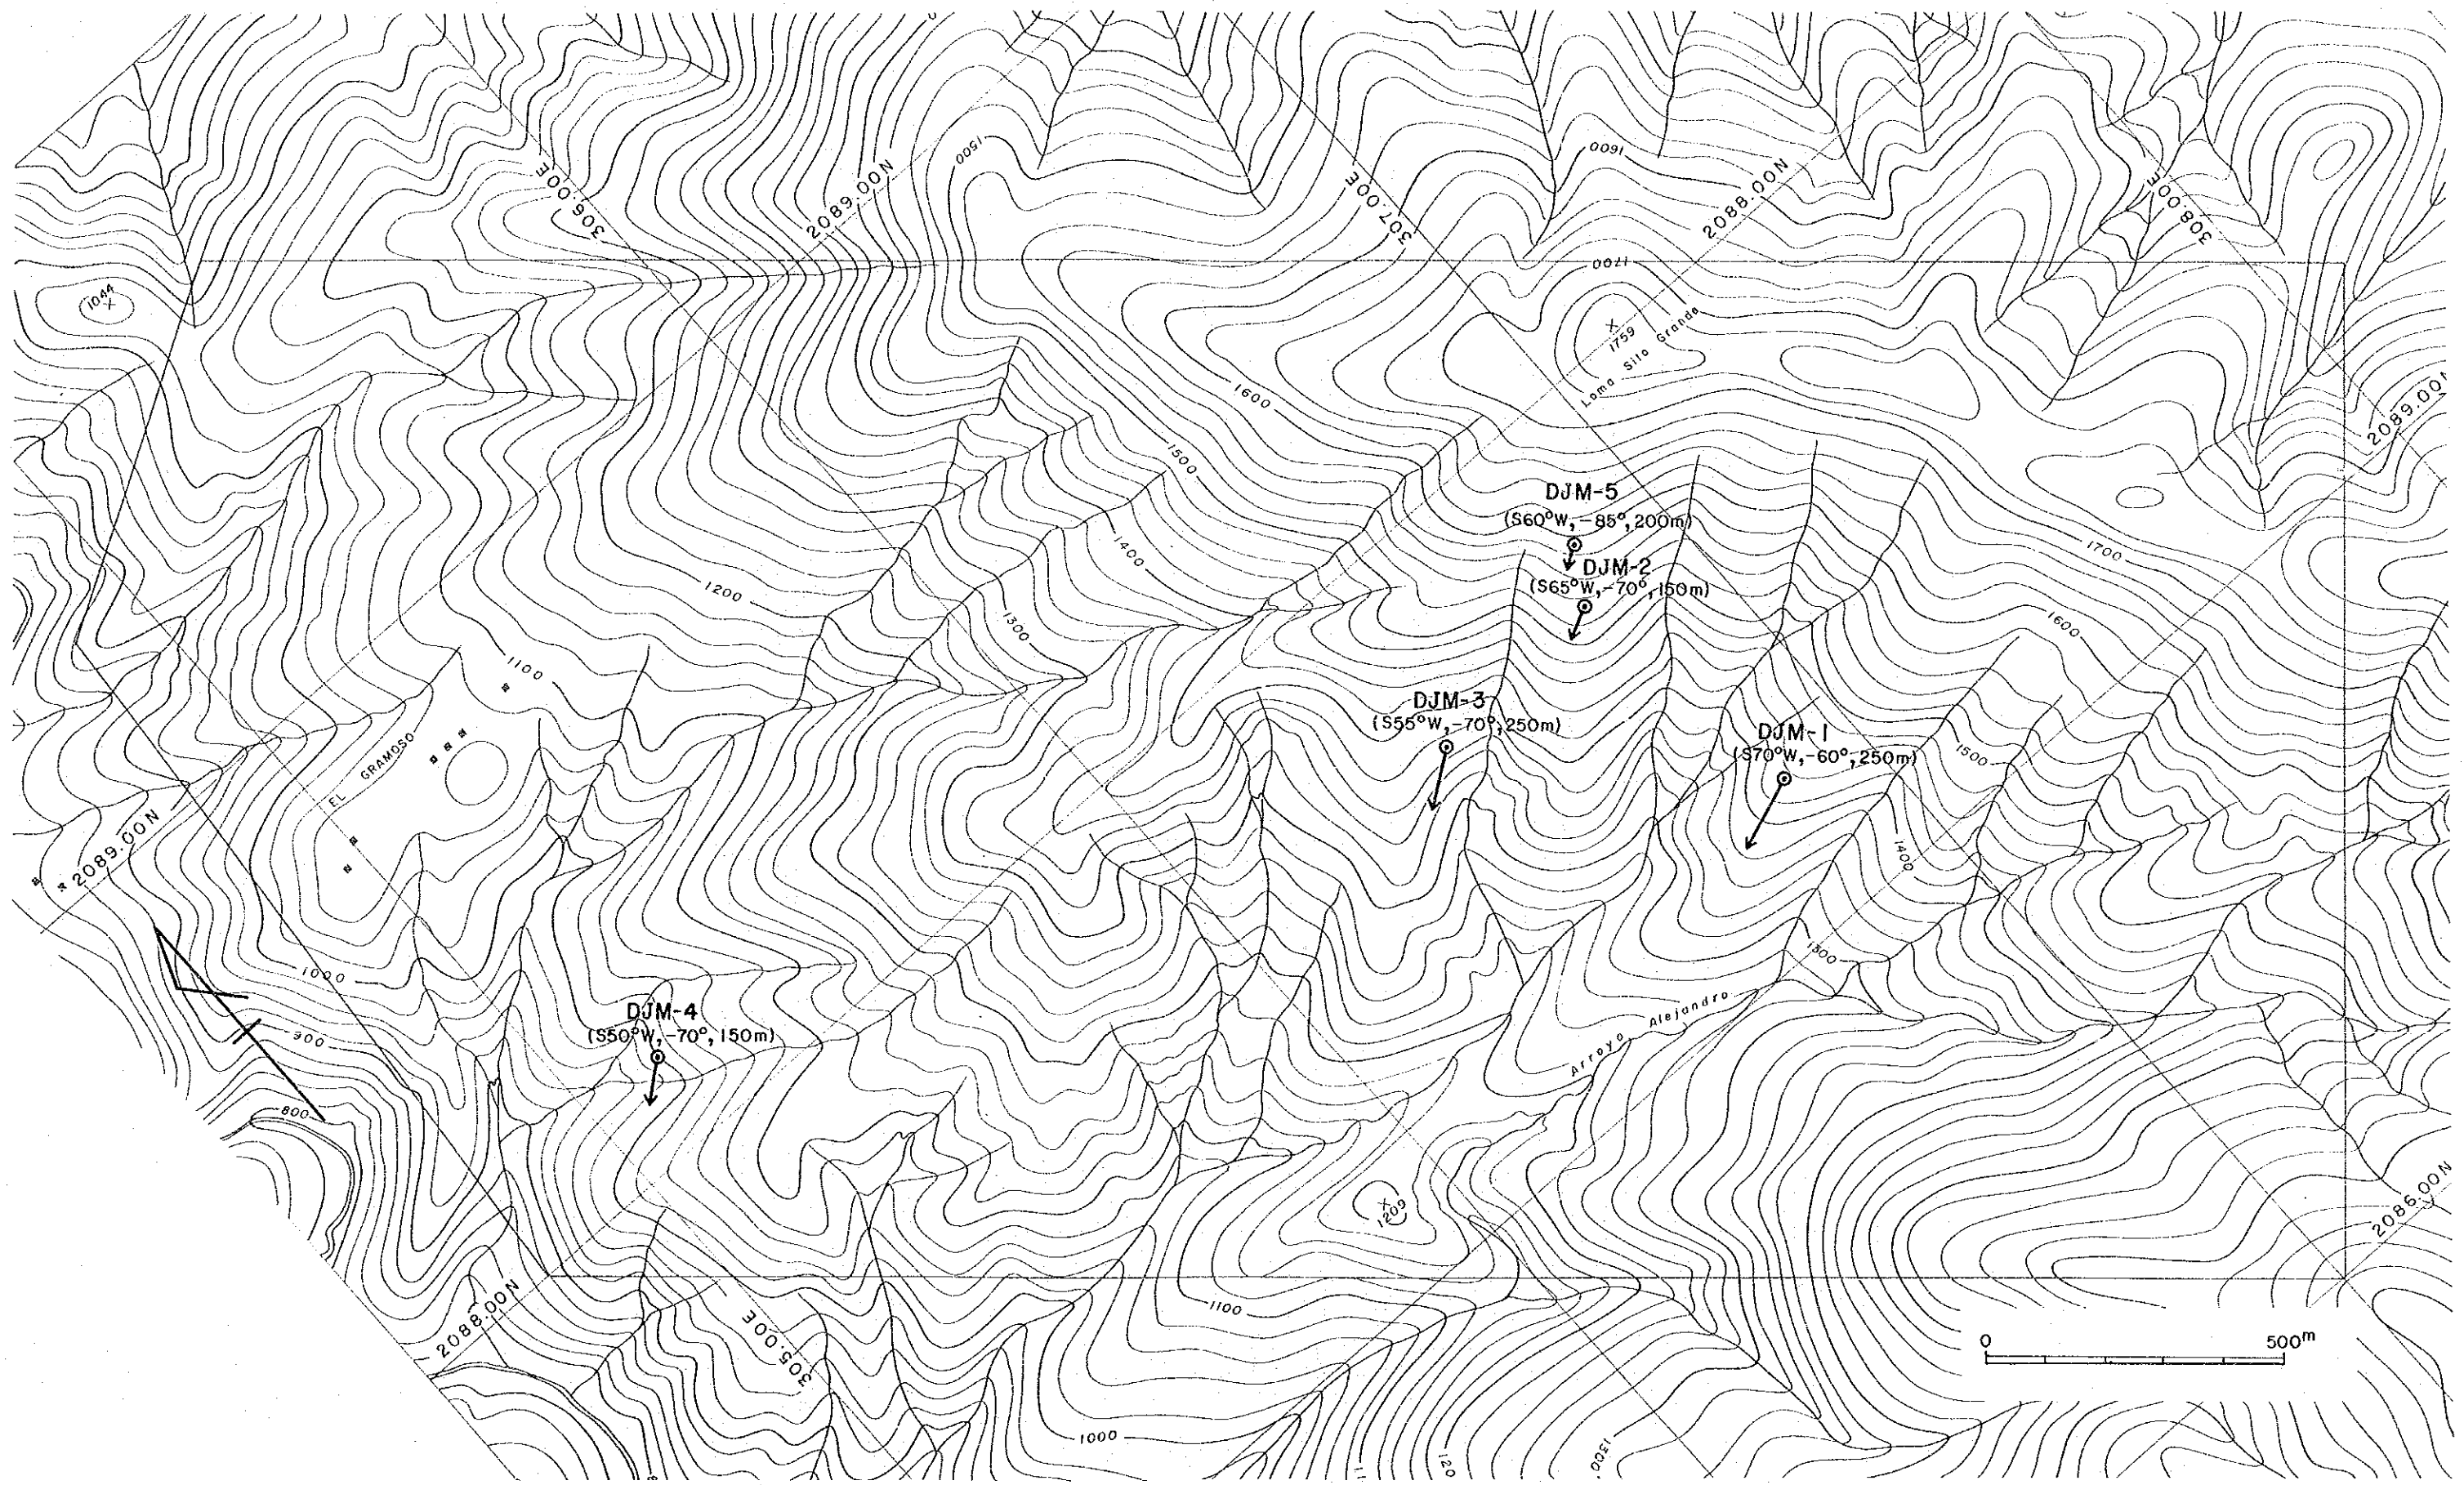 1500
1600
306.00E
2089.00N
307.00E
2088.00N
308.00E
1700
1044
1759
Loma Sito Grande
1600
2089.00N
1500
DJM-5
(S60°W,-85°,200m)
1400
1700
DJM-2
(S65°W,-70°,150m)
1200
1300
1600
1100
DJM-3
(S55°W,-70°,250m)
DJM-1
(S70°W,-60°,250m)
EL GRAMOSO
1500
2089.00N
1400
1300
1000
DJM-4
(S50°W,-70°,150m)
Arroyo Alejandro
900
800
1209
2086.00N
2088.00N
305.00E
1100
0 500m
1000
1300